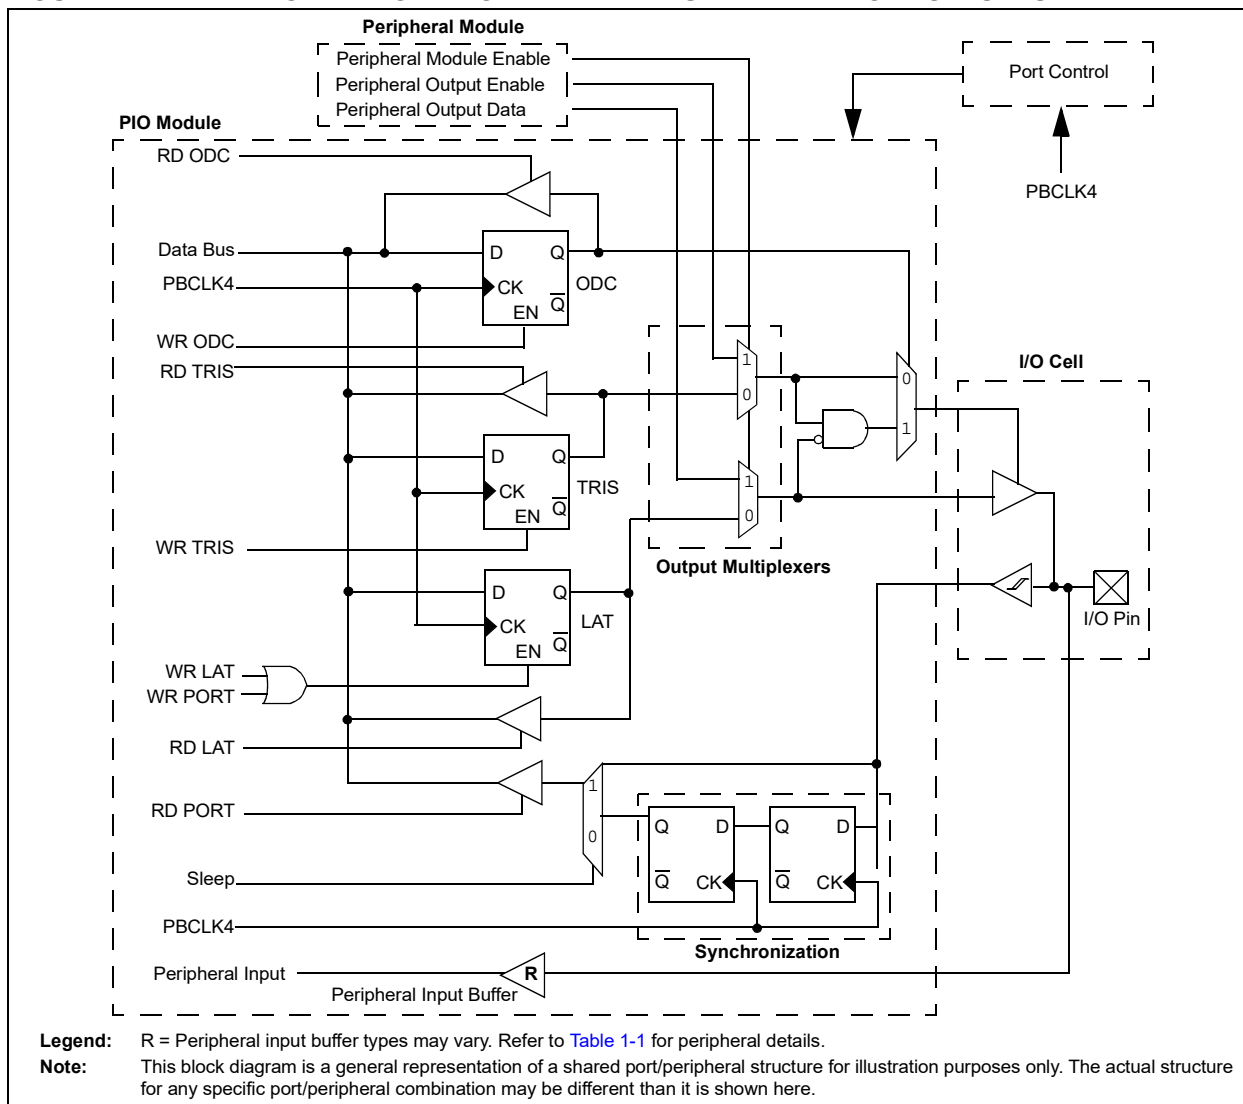 Peripheral Module
Peripheral Module Enable
Peripheral Output Enable
Peripheral Output Data
Port Control
PBCLK4
PIO Module
RD ODC
Data Bus
D
Q
PBCLK4
CK
Q
ODC
EN
WR ODC
RD TRIS
1
0
0
1
I/O Cell
D
Q
CK
Q
TRIS
EN
WR TRIS
1
0
Output Multiplexers
D
Q
CK
Q
LAT
EN
I/O Pin
WR LAT
WR PORT
RD LAT
RD PORT
1
0
Q
D
Q
D
Q
CK
Q
CK
Sleep
PBCLK4
Synchronization
Peripheral Input
R
Peripheral Input Buffer
Legend: R = Peripheral input buffer types may vary. Refer to Table 1-1 for peripheral details.
Note: This block diagram is a general representation of a shared port/peripheral structure for illustration purposes only. The actual structure
for any specific port/peripheral combination may be different than it is shown here.